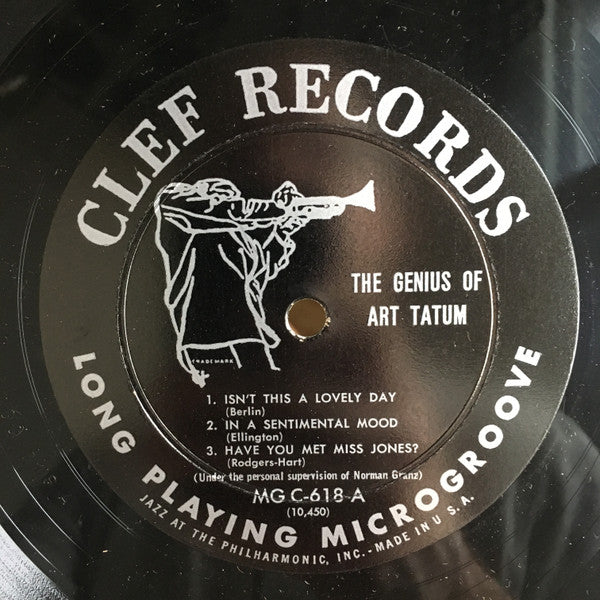 CLEF RECORDS
THE GENIUS OF
ART TATUM
TRADEMARK
1. ISN'T THIS A LOVELY DAY
(Berlin)
2. IN A SENTIMENTAL MOOD
(Ellington)
3. HAVE YOU MET MISS JONES?
(Rodgers-Hart)
(Under the personal supervision of Norman Granz)
MG C-618-A
(10,450)
LONG PLAYING MICROGROOVE
JAZZ AT THE PHILHARMONIC, INC.-MADE IN U.S.A.